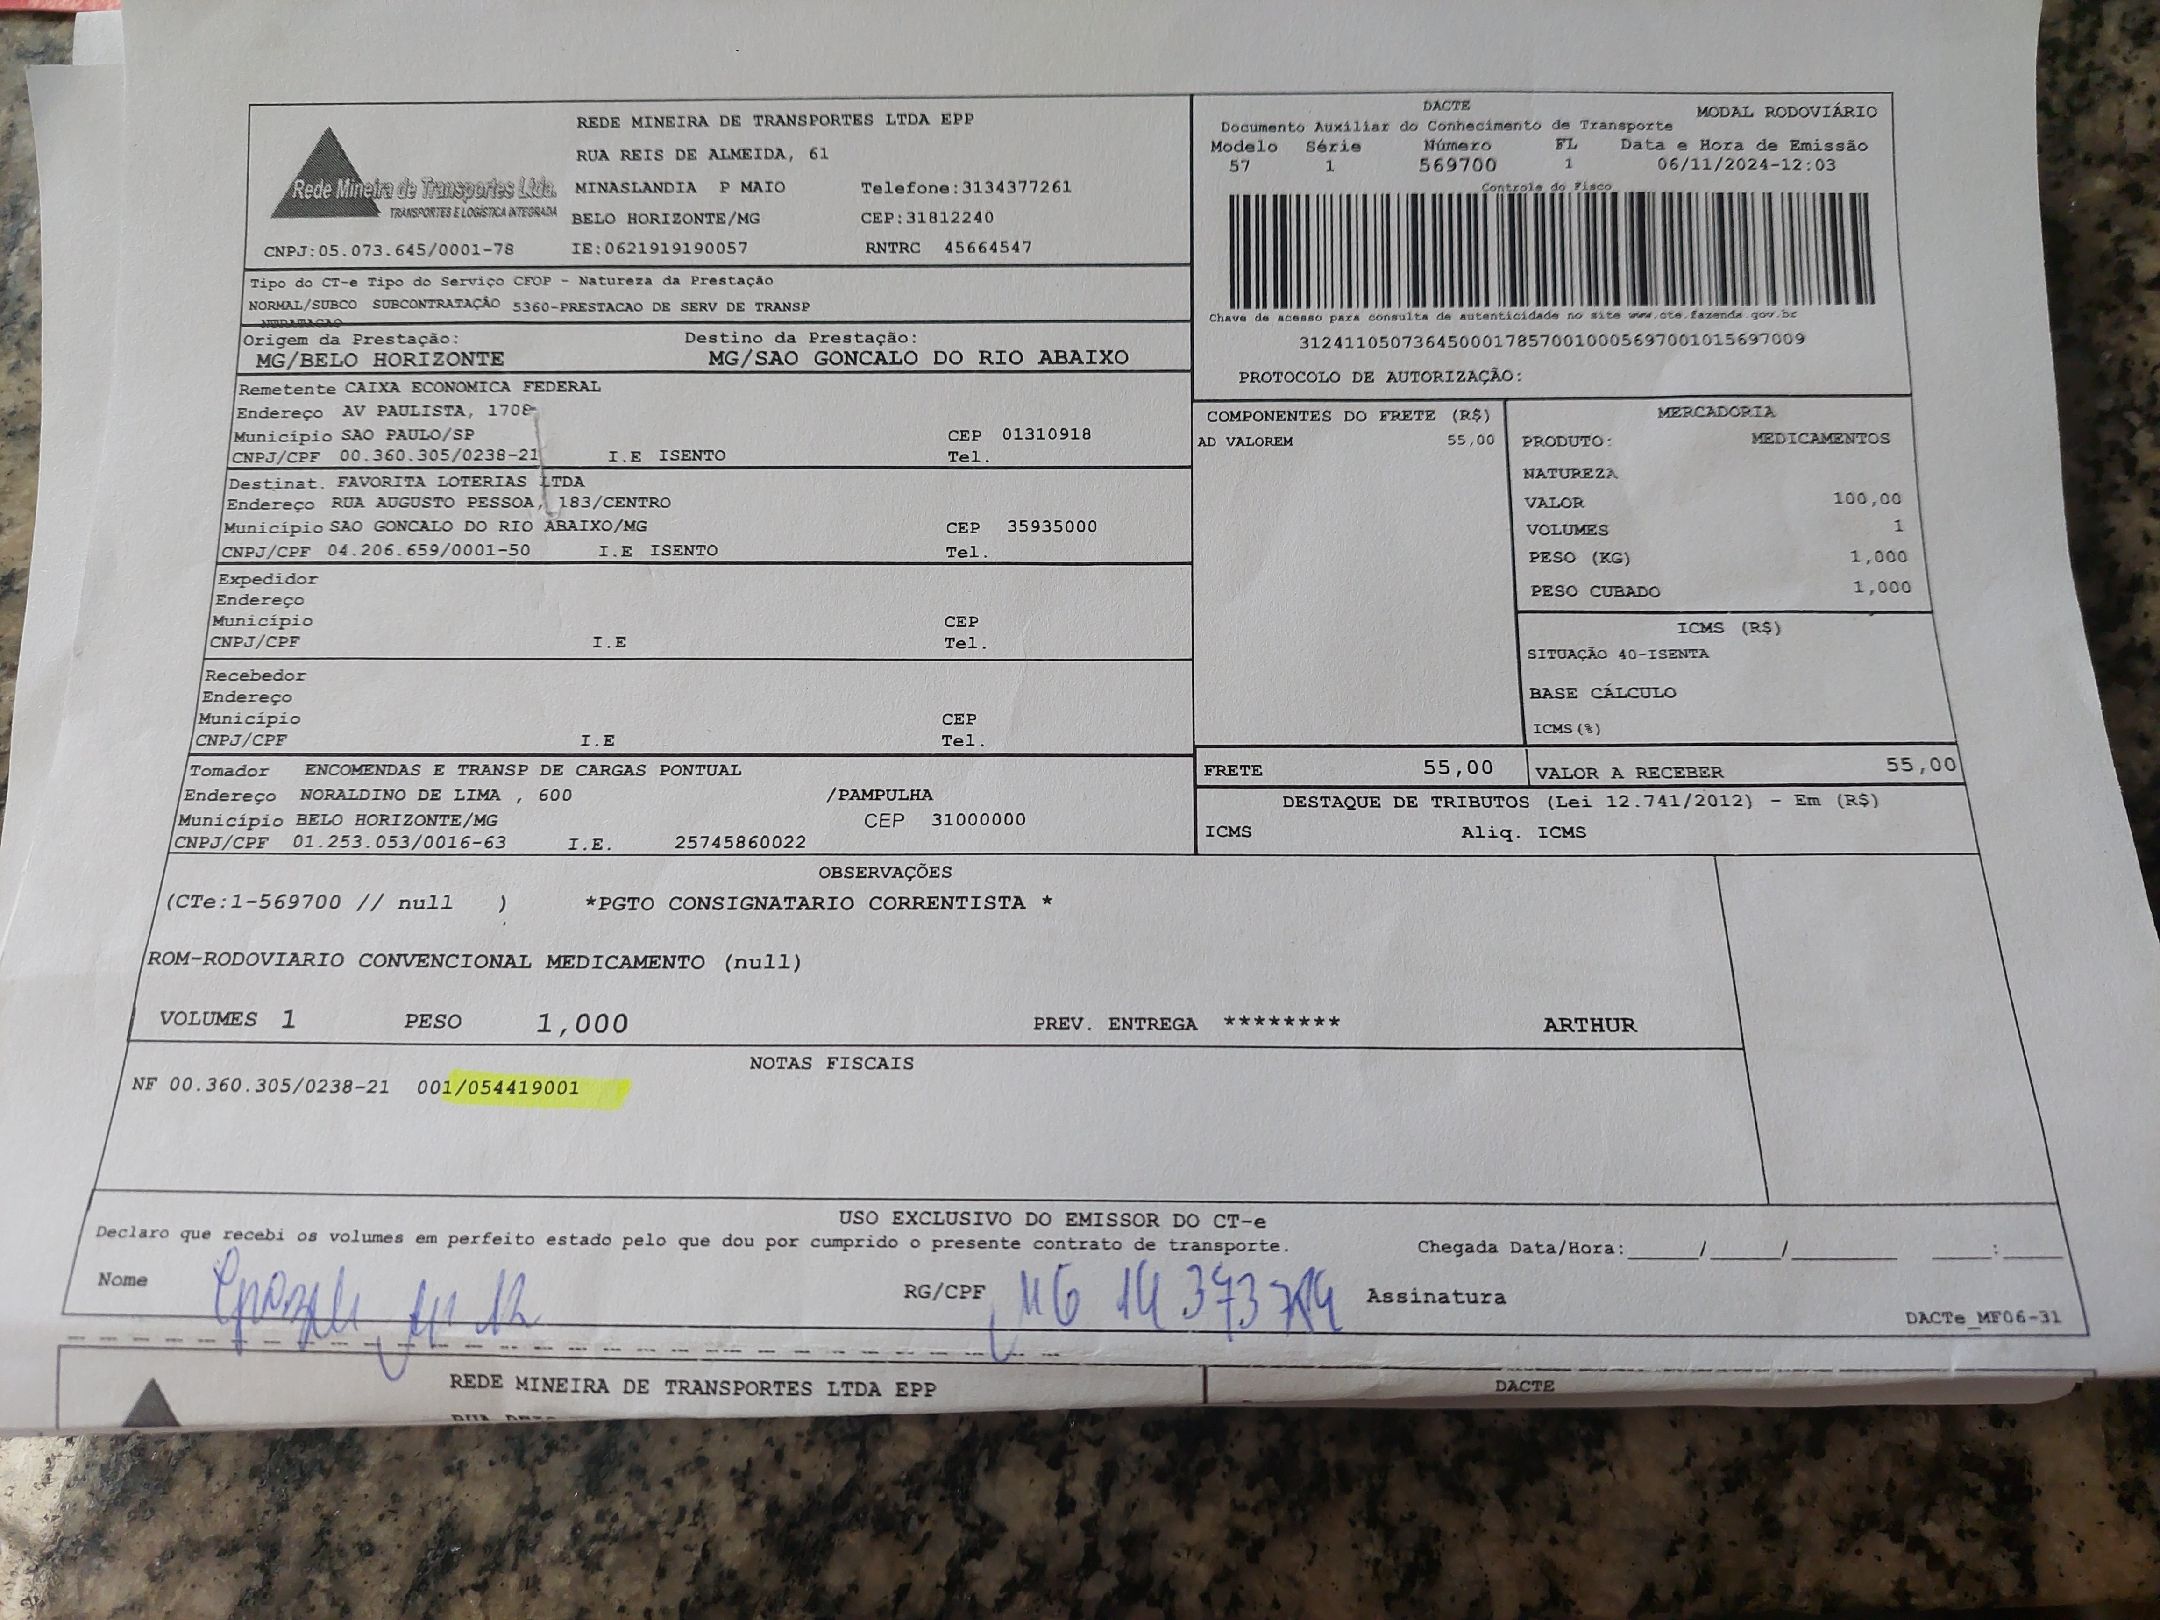 REDE MINEIRA DE TRANSPORTES LTDA EPP
RUA REIS DE ALMEIDA, 61
Rede Mineira de Transportes Ltda.
TRANSPORTES E LOGÍSTICA INTEGRADA
MINASLANDIA P MAIO Telefone:3134377261
BELO HORIZONTE/MG CEP:31812240
CNPJ:05.073.645/0001-78 IE:0621919190057 RNTRC 45664547
DACTE MODAL RODOVIÁRIO
Documento Auxiliar do Conhecimento de Transporte
Modelo Série Número FL Data e Hora de Emissão
57 1 569700 1 06/11/2024-12:03
Controle do Fisco
Chave de acesso para consulta de autenticidade no site www.cte.fazenda.gov.br
31241105073645000178570010005697001015697009
PROTOCOLO DE AUTORIZAÇÃO:
Tipo do CT-e Tipo do Serviço CFOP - Natureza da Prestação
NORMAL/SUBCO SUBCONTRATAÇÃO 5360-PRESTACAO DE SERV DE TRANSP
NTRATACAO
Origem da Prestação: Destino da Prestação:
MG/BELO HORIZONTE MG/SAO GONCALO DO RIO ABAIXO
Remetente CAIXA ECONOMICA FEDERAL
Endereço AV PAULISTA, 1708
Município SAO PAULO/SP CEP 01310918
CNPJ/CPF 00.360.305/0238-21 I.E ISENTO Tel.
Destinat. FAVORITA LOTERIAS LTDA
Endereço RUA AUGUSTO PESSOA, 183/CENTRO
Município SAO GONCALO DO RIO ABAIXO/MG CEP 35935000
CNPJ/CPF 04.206.659/0001-50 I.E ISENTO Tel.
Expedidor
Endereço
Município CEP
CNPJ/CPF I.E Tel.
Recebedor
Endereço
Município CEP
CNPJ/CPF I.E Tel.
Tomador ENCOMENDAS E TRANSP DE CARGAS PONTUAL
Endereço NORALDINO DE LIMA , 600 /PAMPULHA
Município BELO HORIZONTE/MG CEP 31000000
CNPJ/CPF 01.253.053/0016-63 I.E. 25745860022
COMPONENTES DO FRETE (R$)
AD VALOREM 55,00
MERCADORIA
PRODUTO: MEDICAMENTOS
NATUREZA
VALOR 100,00
VOLUMES 1
PESO (KG) 1,000
PESO CUBADO 1,000
ICMS (R$)
SITUAÇÃO 40-ISENTA
BASE CÁLCULO
ICMS(%)
FRETE 55,00 VALOR A RECEBER 55,00
DESTAQUE DE TRIBUTOS (Lei 12.741/2012) - Em (R$)
ICMS Aliq. ICMS
OBSERVAÇÕES
(CTe:1-569700 // null ) *PGTO CONSIGNATARIO CORRENTISTA *
ROM-RODOVIARIO CONVENCIONAL MEDICAMENTO (null)
VOLUMES 1 PESO 1,000 PREV. ENTREGA ******** ARTHUR
NOTAS FISCAIS
NF 00.360.305/0238-21 001/054419001
USO EXCLUSIVO DO EMISSOR DO CT-e
Declaro que recebi os volumes em perfeito estado pelo que dou por cumprido o presente contrato de transporte. Chegada Data/Hora:_____/_____/_________ _____:_____
Nome RG/CPF MG 14 373 Assinatura
DACTe_MF06-31
REDE MINEIRA DE TRANSPORTES LTDA EPP DACTE